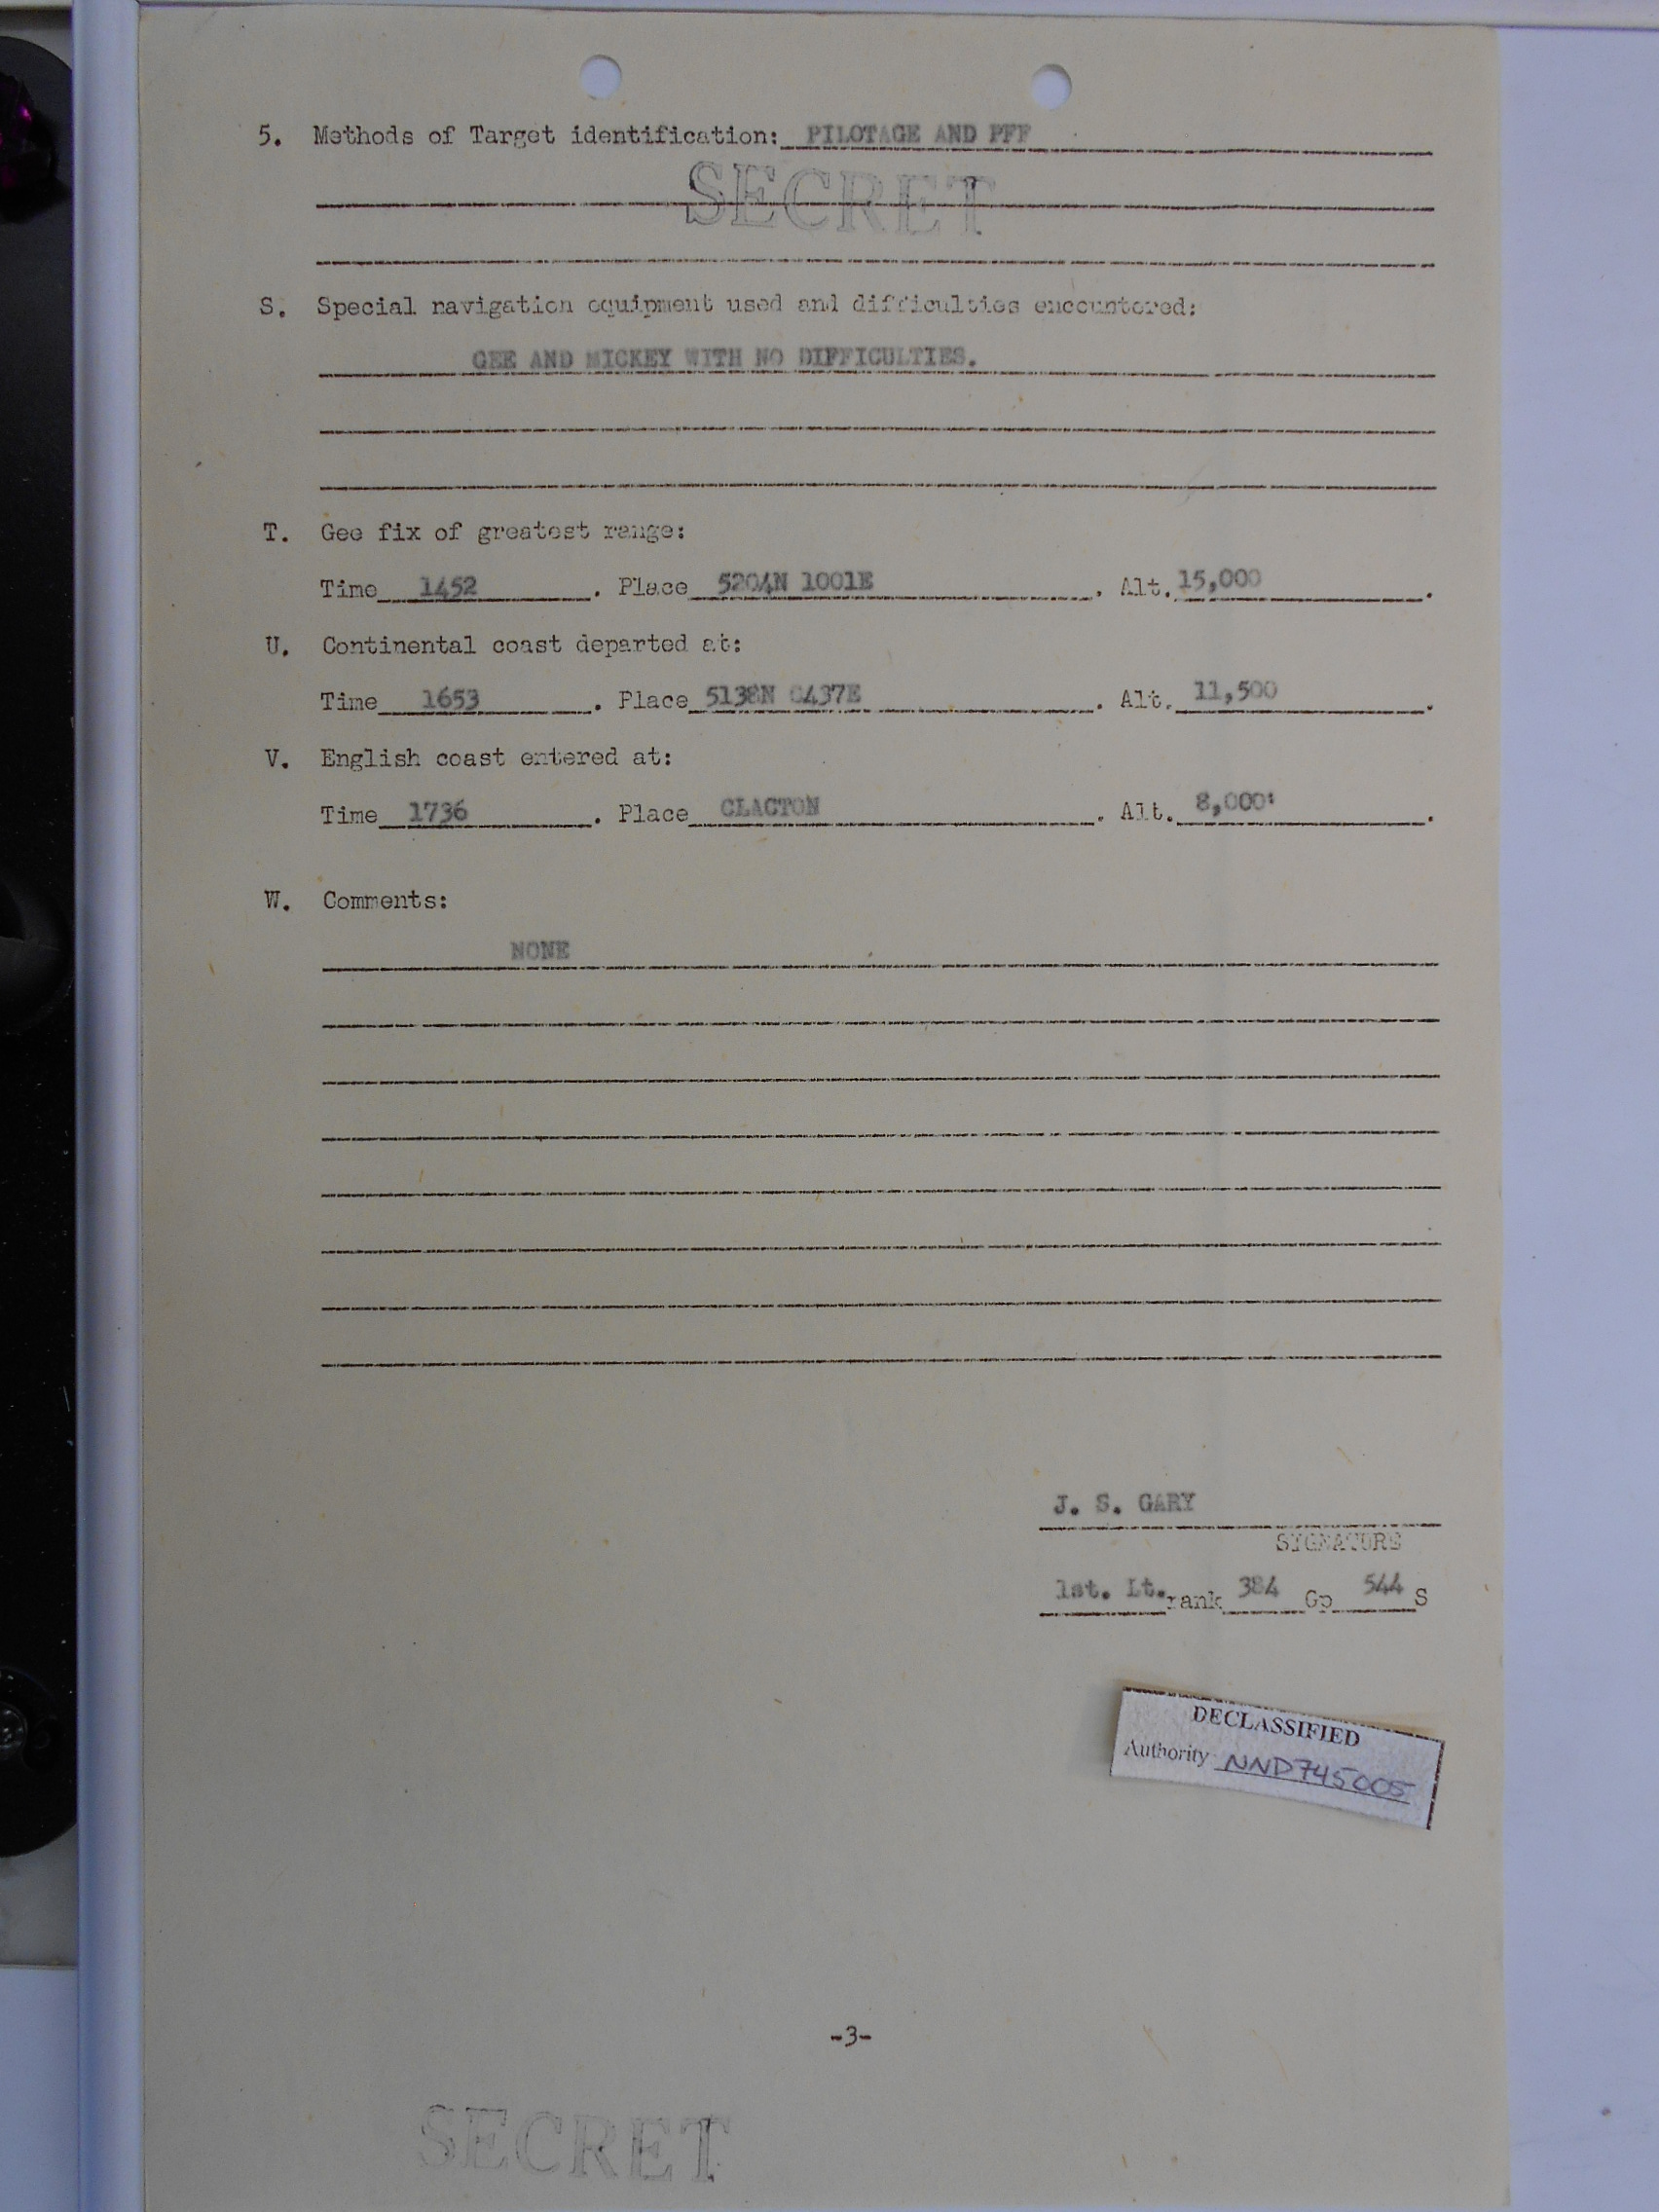 5. Methods of Target identification: PILOTAGE AND PFF
SECRET
S. Special navigation equipment used and difficulties encountered:
GEE AND MICKEY WITH NO DIFFICULTIES.
T. Gee fix of greatest range:
Time 1452 . Place 5204N 1001E . Alt. 15,000 .
U. Continental coast departed at:
Time 1653 . Place 5138N 0437E . Alt. 11,500 .
V. English coast entered at:
Time 1736 . Place CLACTON . Alt. 8,000' .
W. Comments:
NONE
J. S. GARY
SIGNATURE
1st. Lt. rank 384 Gp 544 S
DECLASSIFIED
Authority NND745005
-3-
SECRET